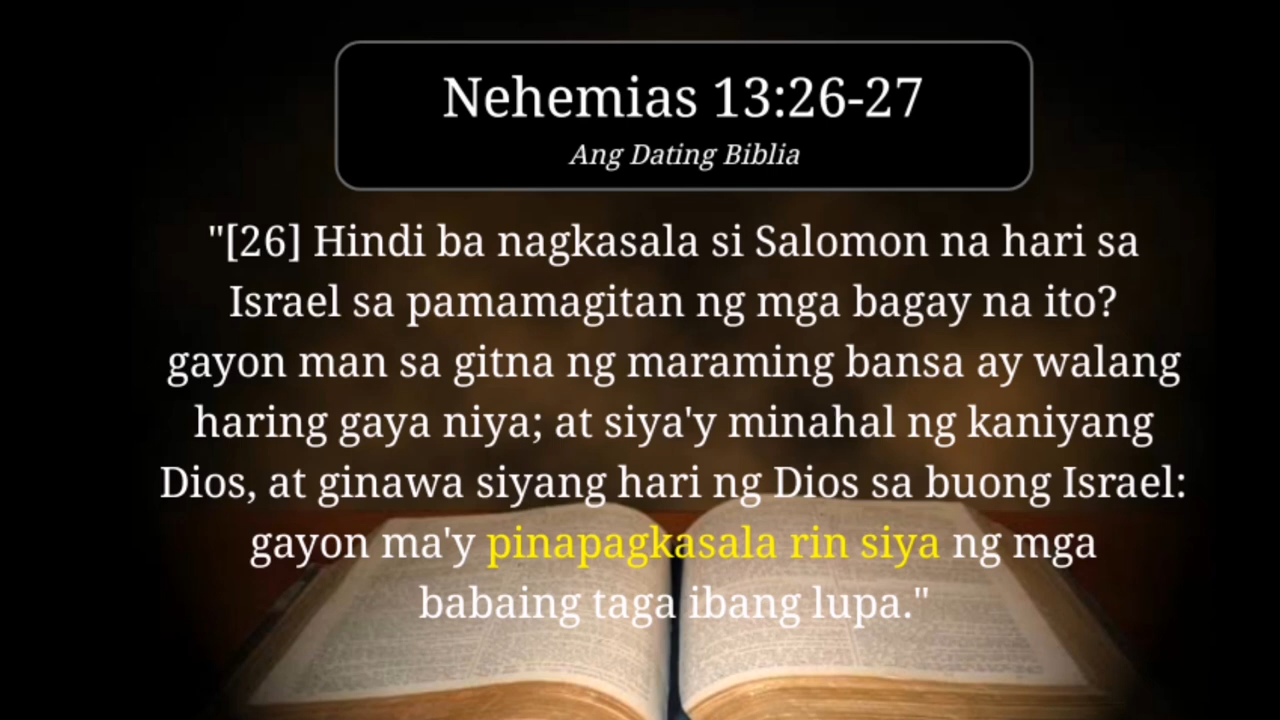 Nehemias 13:26-27
Ang Dating Biblia
"[26] Hindi ba nagkasala si Salomon na hari sa
Israel sa pamamagitan ng mga bagay na ito?
gayon man sa gitna ng maraming bansa ay walang
haring gaya niya; at siya'y minahal ng kaniyang
Dios, at ginawa siyang hari ng Dios sa buong Israel:
gayon ma'y pinapagkasala rin siya ng mga
babaing taga ibang lupa."